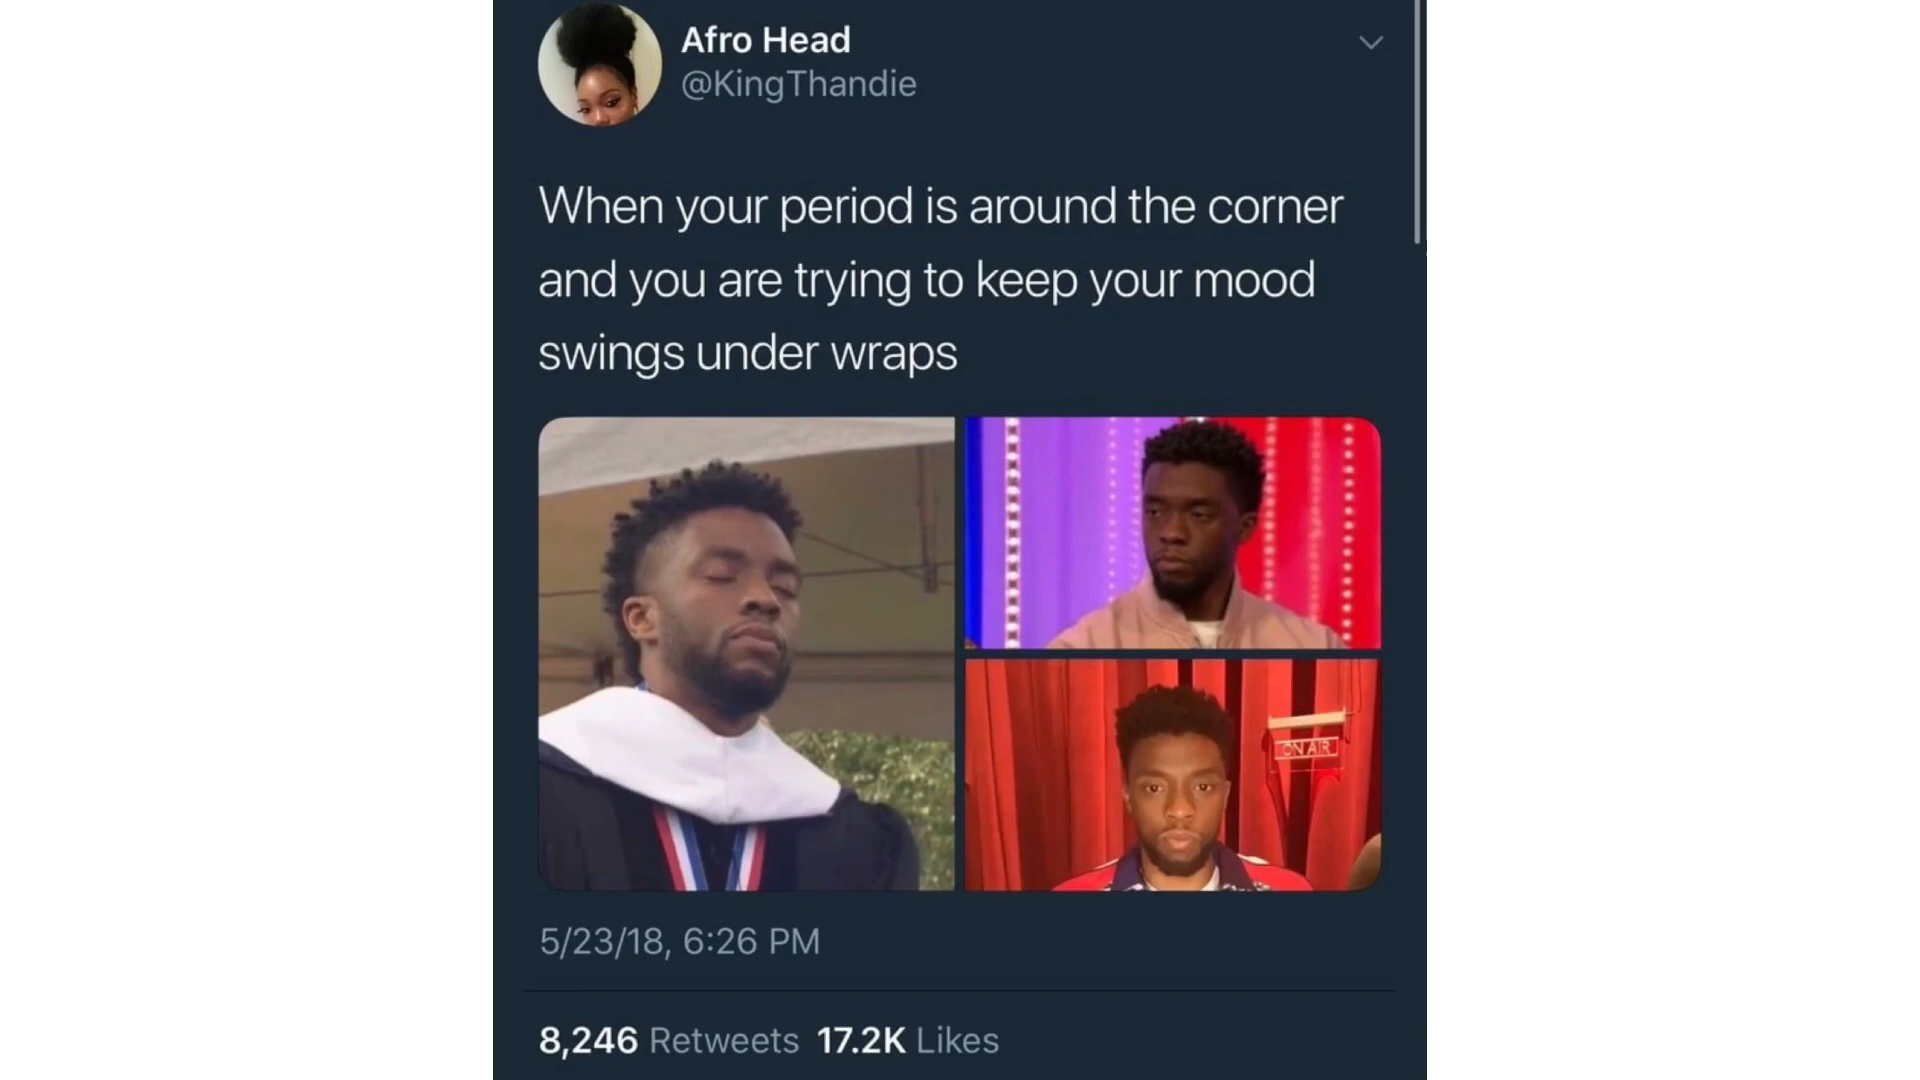 Afro Head
@KingThandie
When your period is around the corner
and you are trying to keep your mood
swings under wraps
ON AIR
5/23/18, 6:26 PM
8,246 Retweets 17.2K Likes